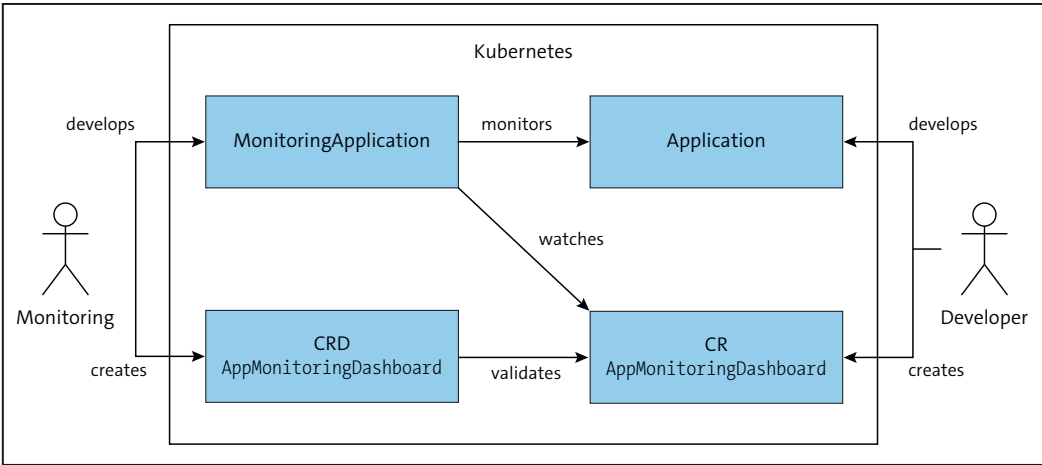 Kubernetes
develops
MonitoringApplication
monitors
Application
develops
watches
Monitoring
Developer
creates
CRD
AppMonitoringDashboard
validates
CR
AppMonitoringDashboard
creates